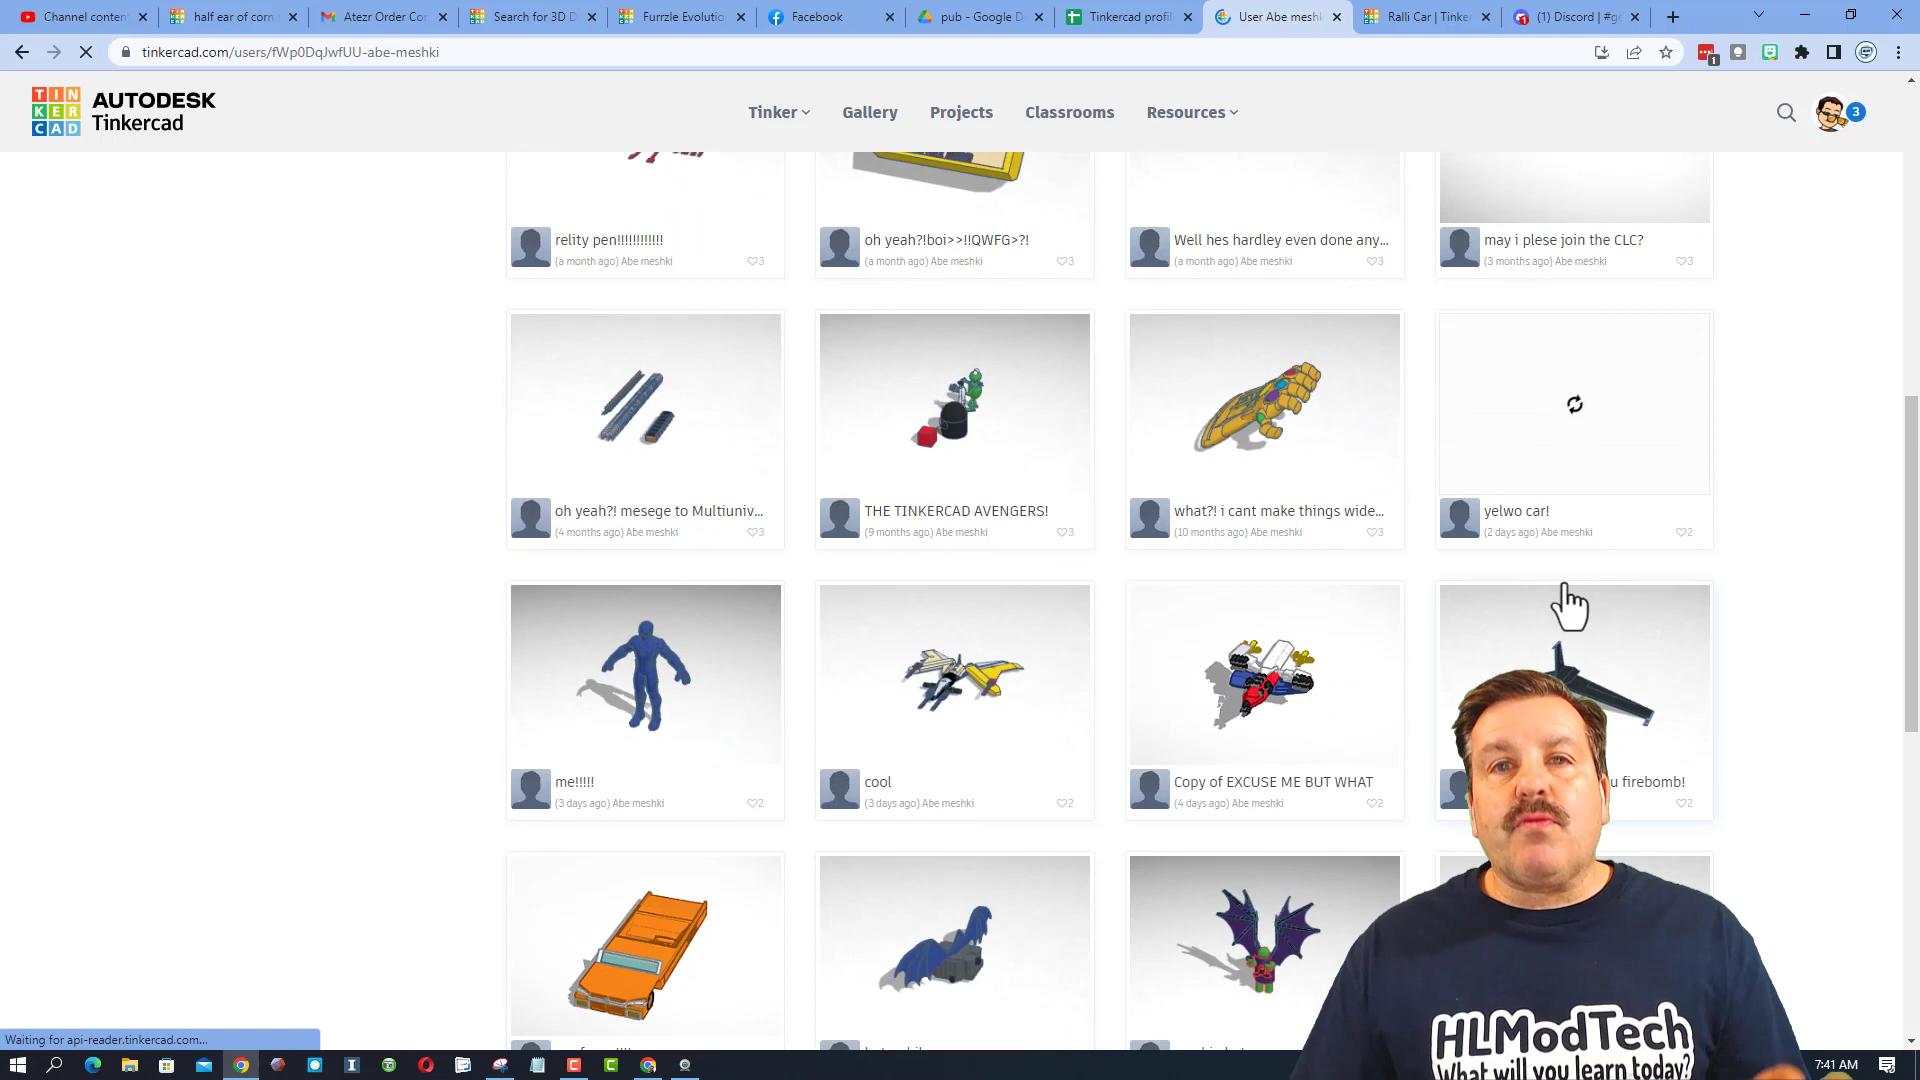 Channel conten
half ear of corn t
Atezr Order Co
Search for 3D D
Furrzle Evolutio
Facebook
pub - Google D
Tinkercad profil
User Abe meshk
Ralli Car | Tinke
(1) Discord | #g
tinkercad.com/users/fWp0DqJwfUU-abe-meshki
1
TIN
KER
CAD
AUTODESK
Tinkercad
Tinker
Gallery
Projects
Classrooms
Resources
3
relity pen!!!!!!!!!!!!
(a month ago) Abe meshki
3
oh yeah?!boi>>!!QWFG>?!
(a month ago) Abe meshki
3
Well hes hardley even done any...
(a month ago) Abe meshki
3
may i plese join the CLC?
(3 months ago) Abe meshki
3
oh yeah?! mesege to Multiuniv...
(4 months ago) Abe meshki
3
THE TINKERCAD AVENGERS!
(9 months ago) Abe meshki
3
what?! i cant make things wide...
(10 months ago) Abe meshki
3
yelwo car!
(2 days ago) Abe meshki
2
me!!!!!
(3 days ago) Abe meshki
2
cool
(3 days ago) Abe meshki
2
Copy of EXCUSE ME BUT WHAT
(4 days ago) Abe meshki
2
u firebomb!
2
HLModTech
What will you learn today?
Waiting for api-reader.tinkercad.com...
7:41 AM